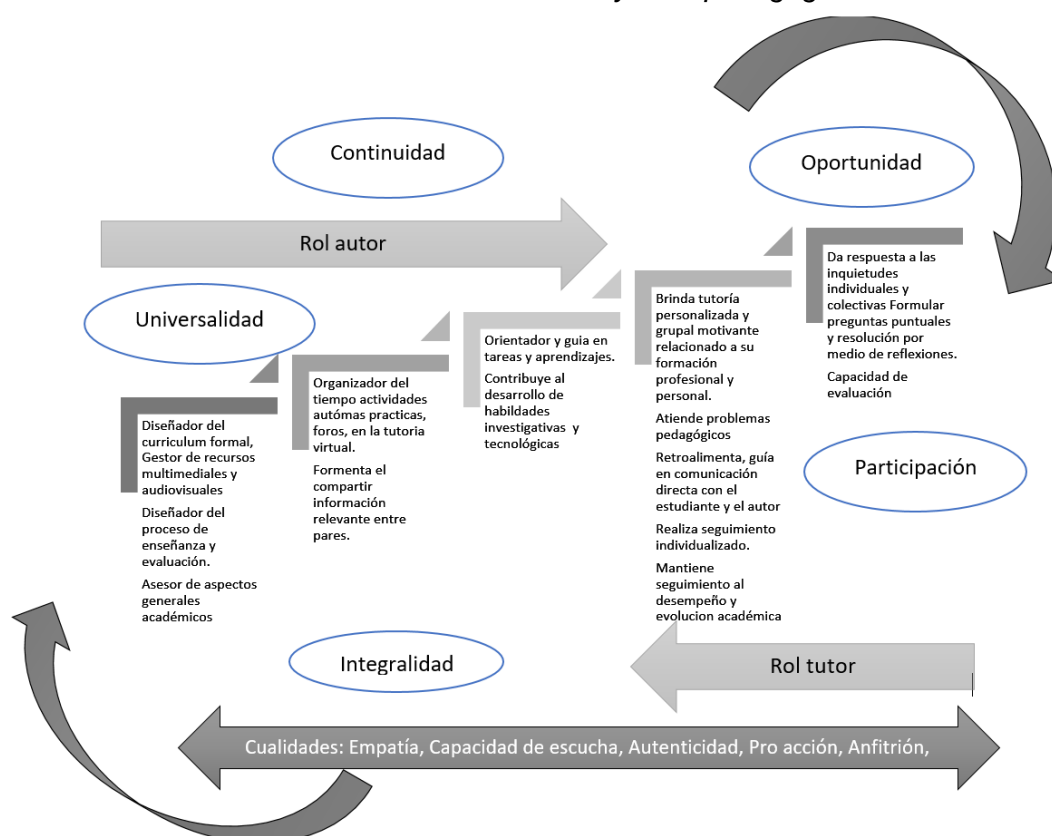 Continuidad
Oportunidad
Rol autor
Universalidad
Diseñador del
curriculum formal,
Gestor de recursos
multimediales y
audiovisuales
Diseñador del
proceso de
enseñanza y
evaluación.
Asesor de aspectos
generales
académicos
Organizador del
tiempo actividades
autómas practicas,
foros, en la tutoria
virtual.
Formenta el
compartir
información
relevante entre
pares.
Orientador y guia en
tareas y aprendizajes.
Contribuye al
desarrollo de
habildades
investigativas y
tecnológicas
Brinda tutoría
personalizada y
grupal motivante
relacionado a su
formación
profesional y
personal.
Atiende problemas
pedagógicos
Retroalimenta, guía
en comunicación
directa con el
estudiante y el autor
Realiza seguimiento
individualizado.
Mantiene
seguimiento al
desempeño y
evolucion académica
Da respuesta a las
inquietudes
individuales y
colectivas Formular
preguntas puntuales
y resolución por
medio de reflexiones.
Capacidad de
evaluación
Participación
Integralidad
Rol tutor
Cualidades: Empatía, Capacidad de escucha, Autenticidad, Pro acción, Anfitrión,